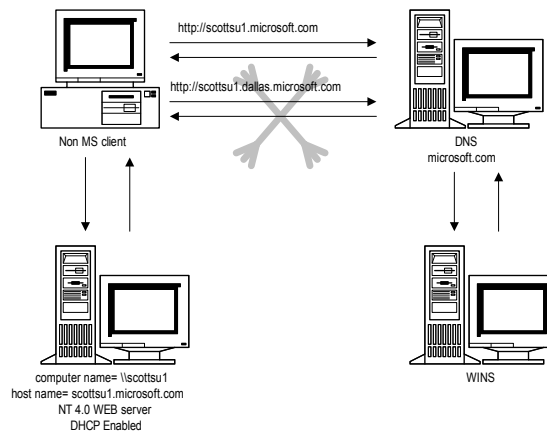 http://scottsu1.microsoft.com
http://scottsu1.dallas.microsoft.com
Non MS client
DNS
microsoft.com
computer name= \\scottsu1
host name= scottsu1.microsoft.com
NT 4.0 WEB server
DHCP Enabled
WINS